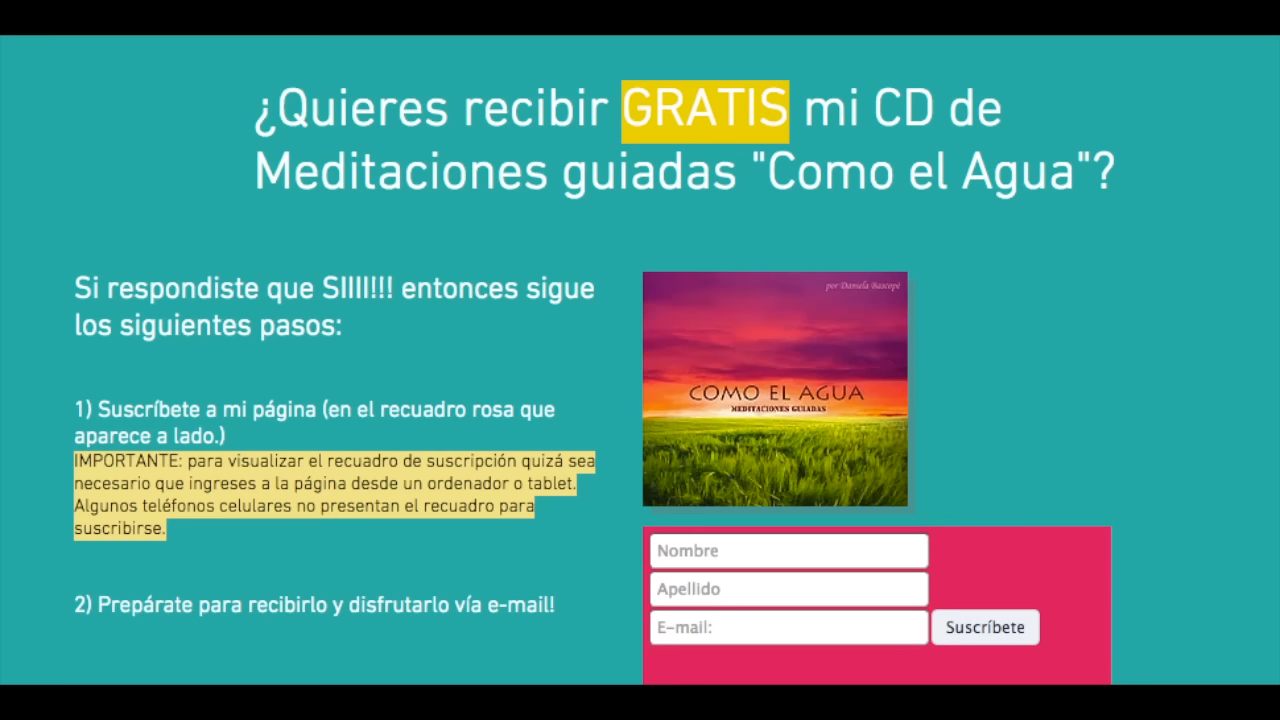 ¿Quieres recibir GRATIS mi CD de
Meditaciones guiadas "Como el Agua"?
Si respondiste que SIIII!!! entonces sigue
los siguientes pasos:
1) Suscríbete a mi página (en el recuadro rosa que
aparece a lado.)
IMPORTANTE: para visualizar el recuadro de suscripción quizá sea
necesario que ingreses a la página desde un ordenador o tablet.
Algunos teléfonos celulares no presentan el recuadro para
suscribirse.
2) Prepárate para recibirlo y disfrutarlo vía e-mail!
por Daniela Bascopé
COMO EL AGUA
MEDITACIONES GUIADAS
Nombre
Apellido
E-mail:
Suscríbete